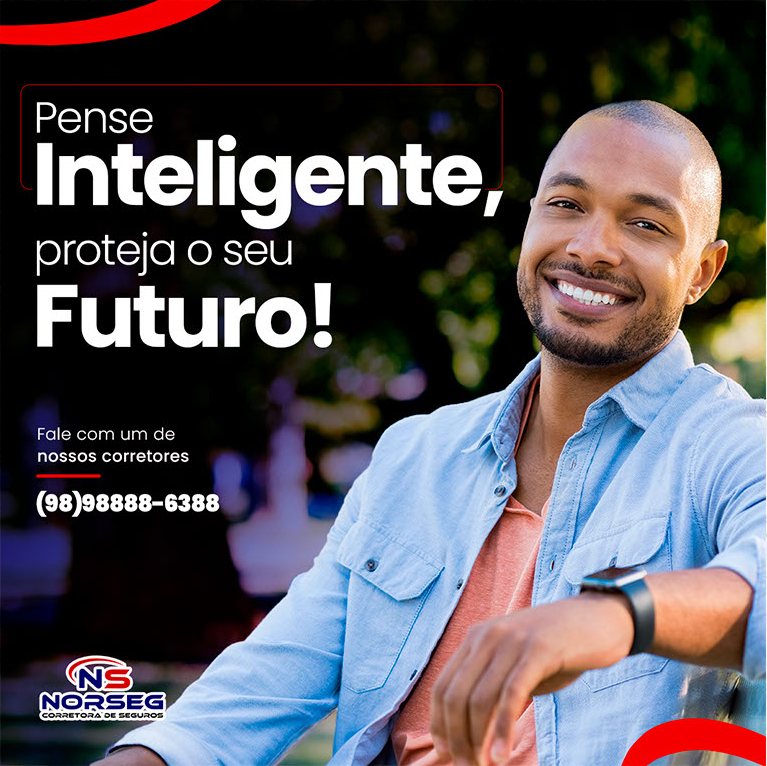 Pense
Inteligente,
proteja o seu
Futuro!
Fale com um de
nossos corretores
(98)98888-6388
NS
NORSEG
CORRETORA DE SEGUROS